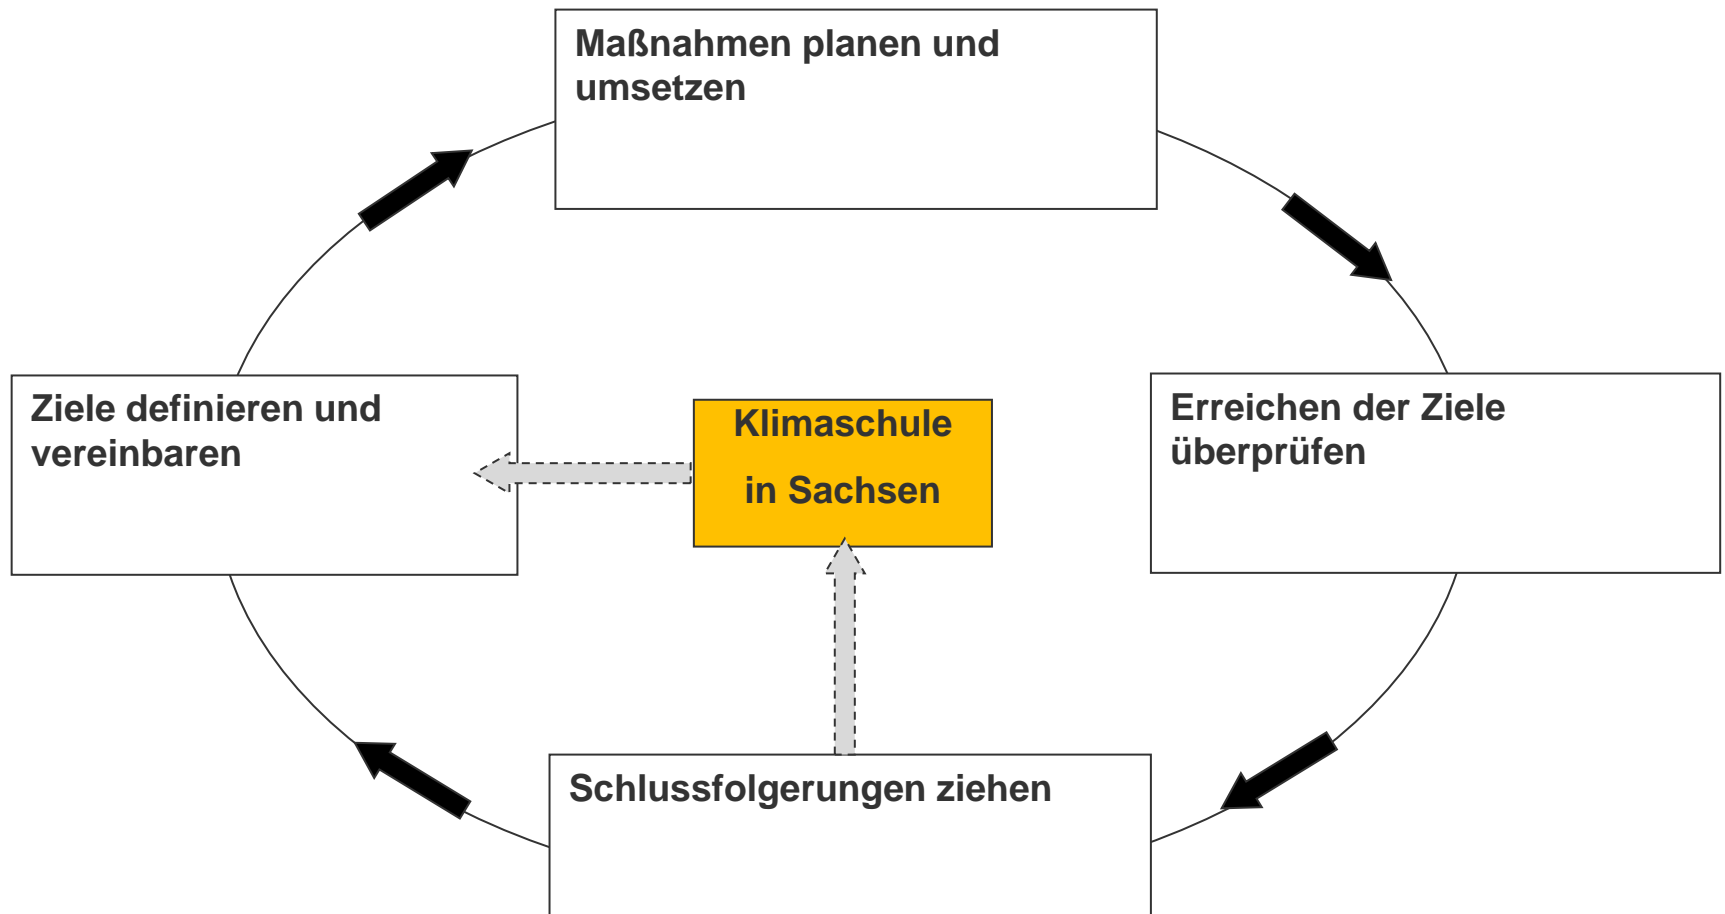 Maßnahmen planen und
umsetzen
Ziele definieren und
vereinbaren
Klimaschule
in Sachsen
Erreichen der Ziele
überprüfen
Schlussfolgerungen ziehen